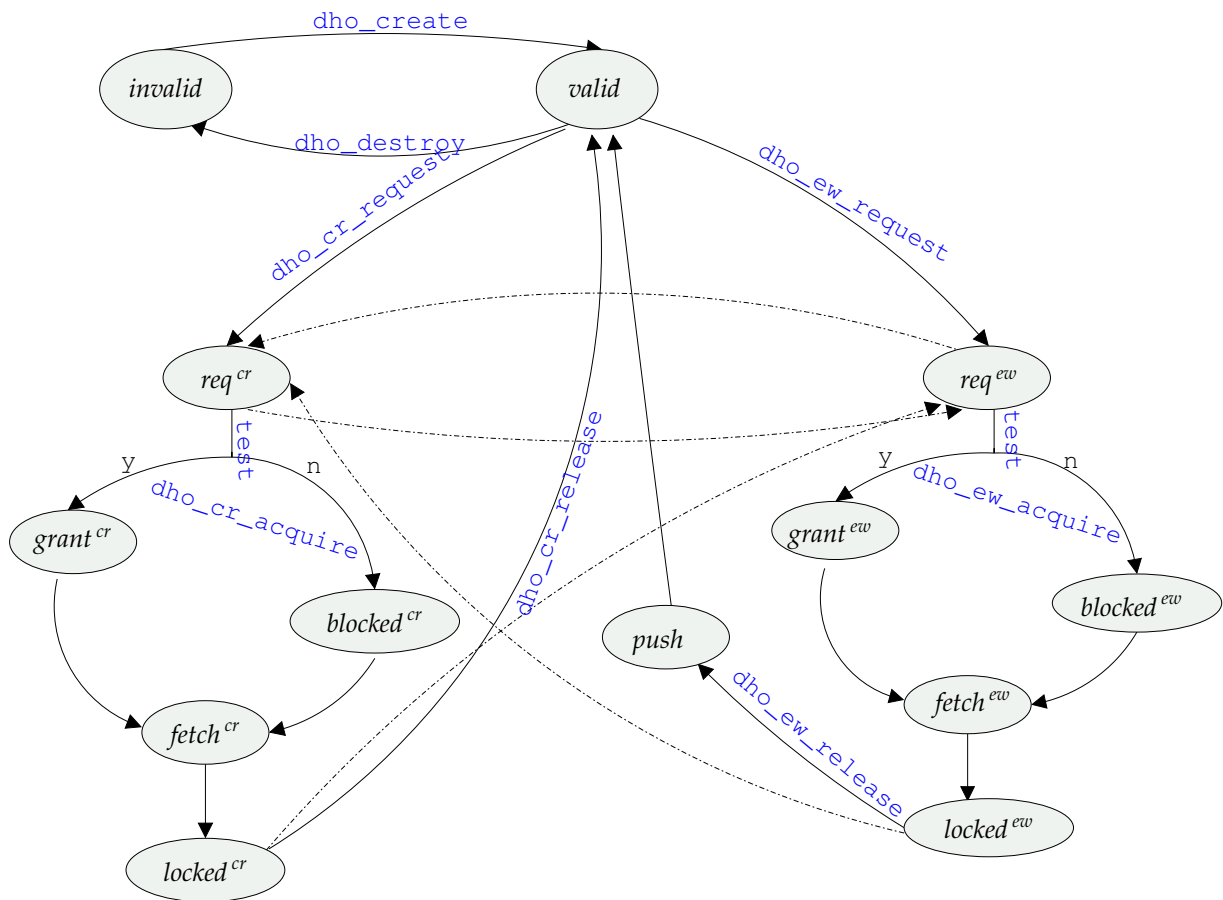 dho_create
invalid
valid
dho_destroy
dho_cr_request
dho_ew_request
req cr
req ew
test
test
y
n
y
n
dho_cr_acquire
dho_ew_acquire
dho_cr_release
grant cr
grant ew
blocked cr
blocked ew
push
fetch cr
fetch ew
dho_ew_release
locked cr
locked ew